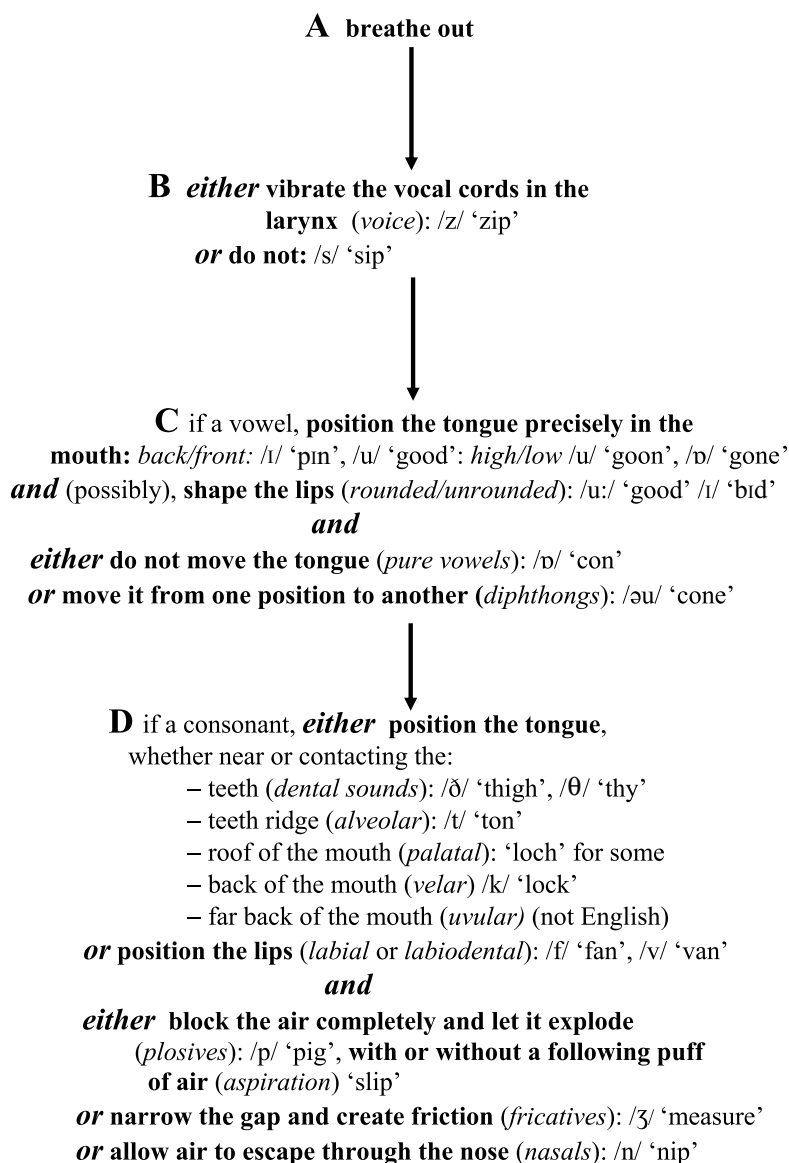 A breathe out
B either vibrate the vocal cords in the
larynx (voice): /z/ ‘zip’
or do not: /s/ ‘sip’
C if a vowel, position the tongue precisely in the
mouth: back/front: /ɪ/ ‘pɪn’, /u/ ‘good’: high/low /u/ ‘goon’, /ɒ/ ‘gone’
and (possibly), shape the lips (rounded/unrounded): /u:/ ‘good’ /ɪ/ ‘bɪd’
and
either do not move the tongue (pure vowels): /ɒ/ ‘con’
or move it from one position to another (diphthongs): /əu/ ‘cone’
D if a consonant, either position the tongue,
whether near or contacting the:
– teeth (dental sounds): /ð/ ‘thigh’, /θ/ ‘thy’
– teeth ridge (alveolar): /t/ ‘ton’
– roof of the mouth (palatal): ‘loch’ for some
– back of the mouth (velar) /k/ ‘lock’
– far back of the mouth (uvular) (not English)
or position the lips (labial or labiodental): /f/ ‘fan’, /v/ ‘van’
and
either block the air completely and let it explode
(plosives): /p/ ‘pig’, with or without a following puff
of air (aspiration) ‘slip’
or narrow the gap and create friction (fricatives): /ʒ/ ‘measure’
or allow air to escape through the nose (nasals): /n/ ‘nip’